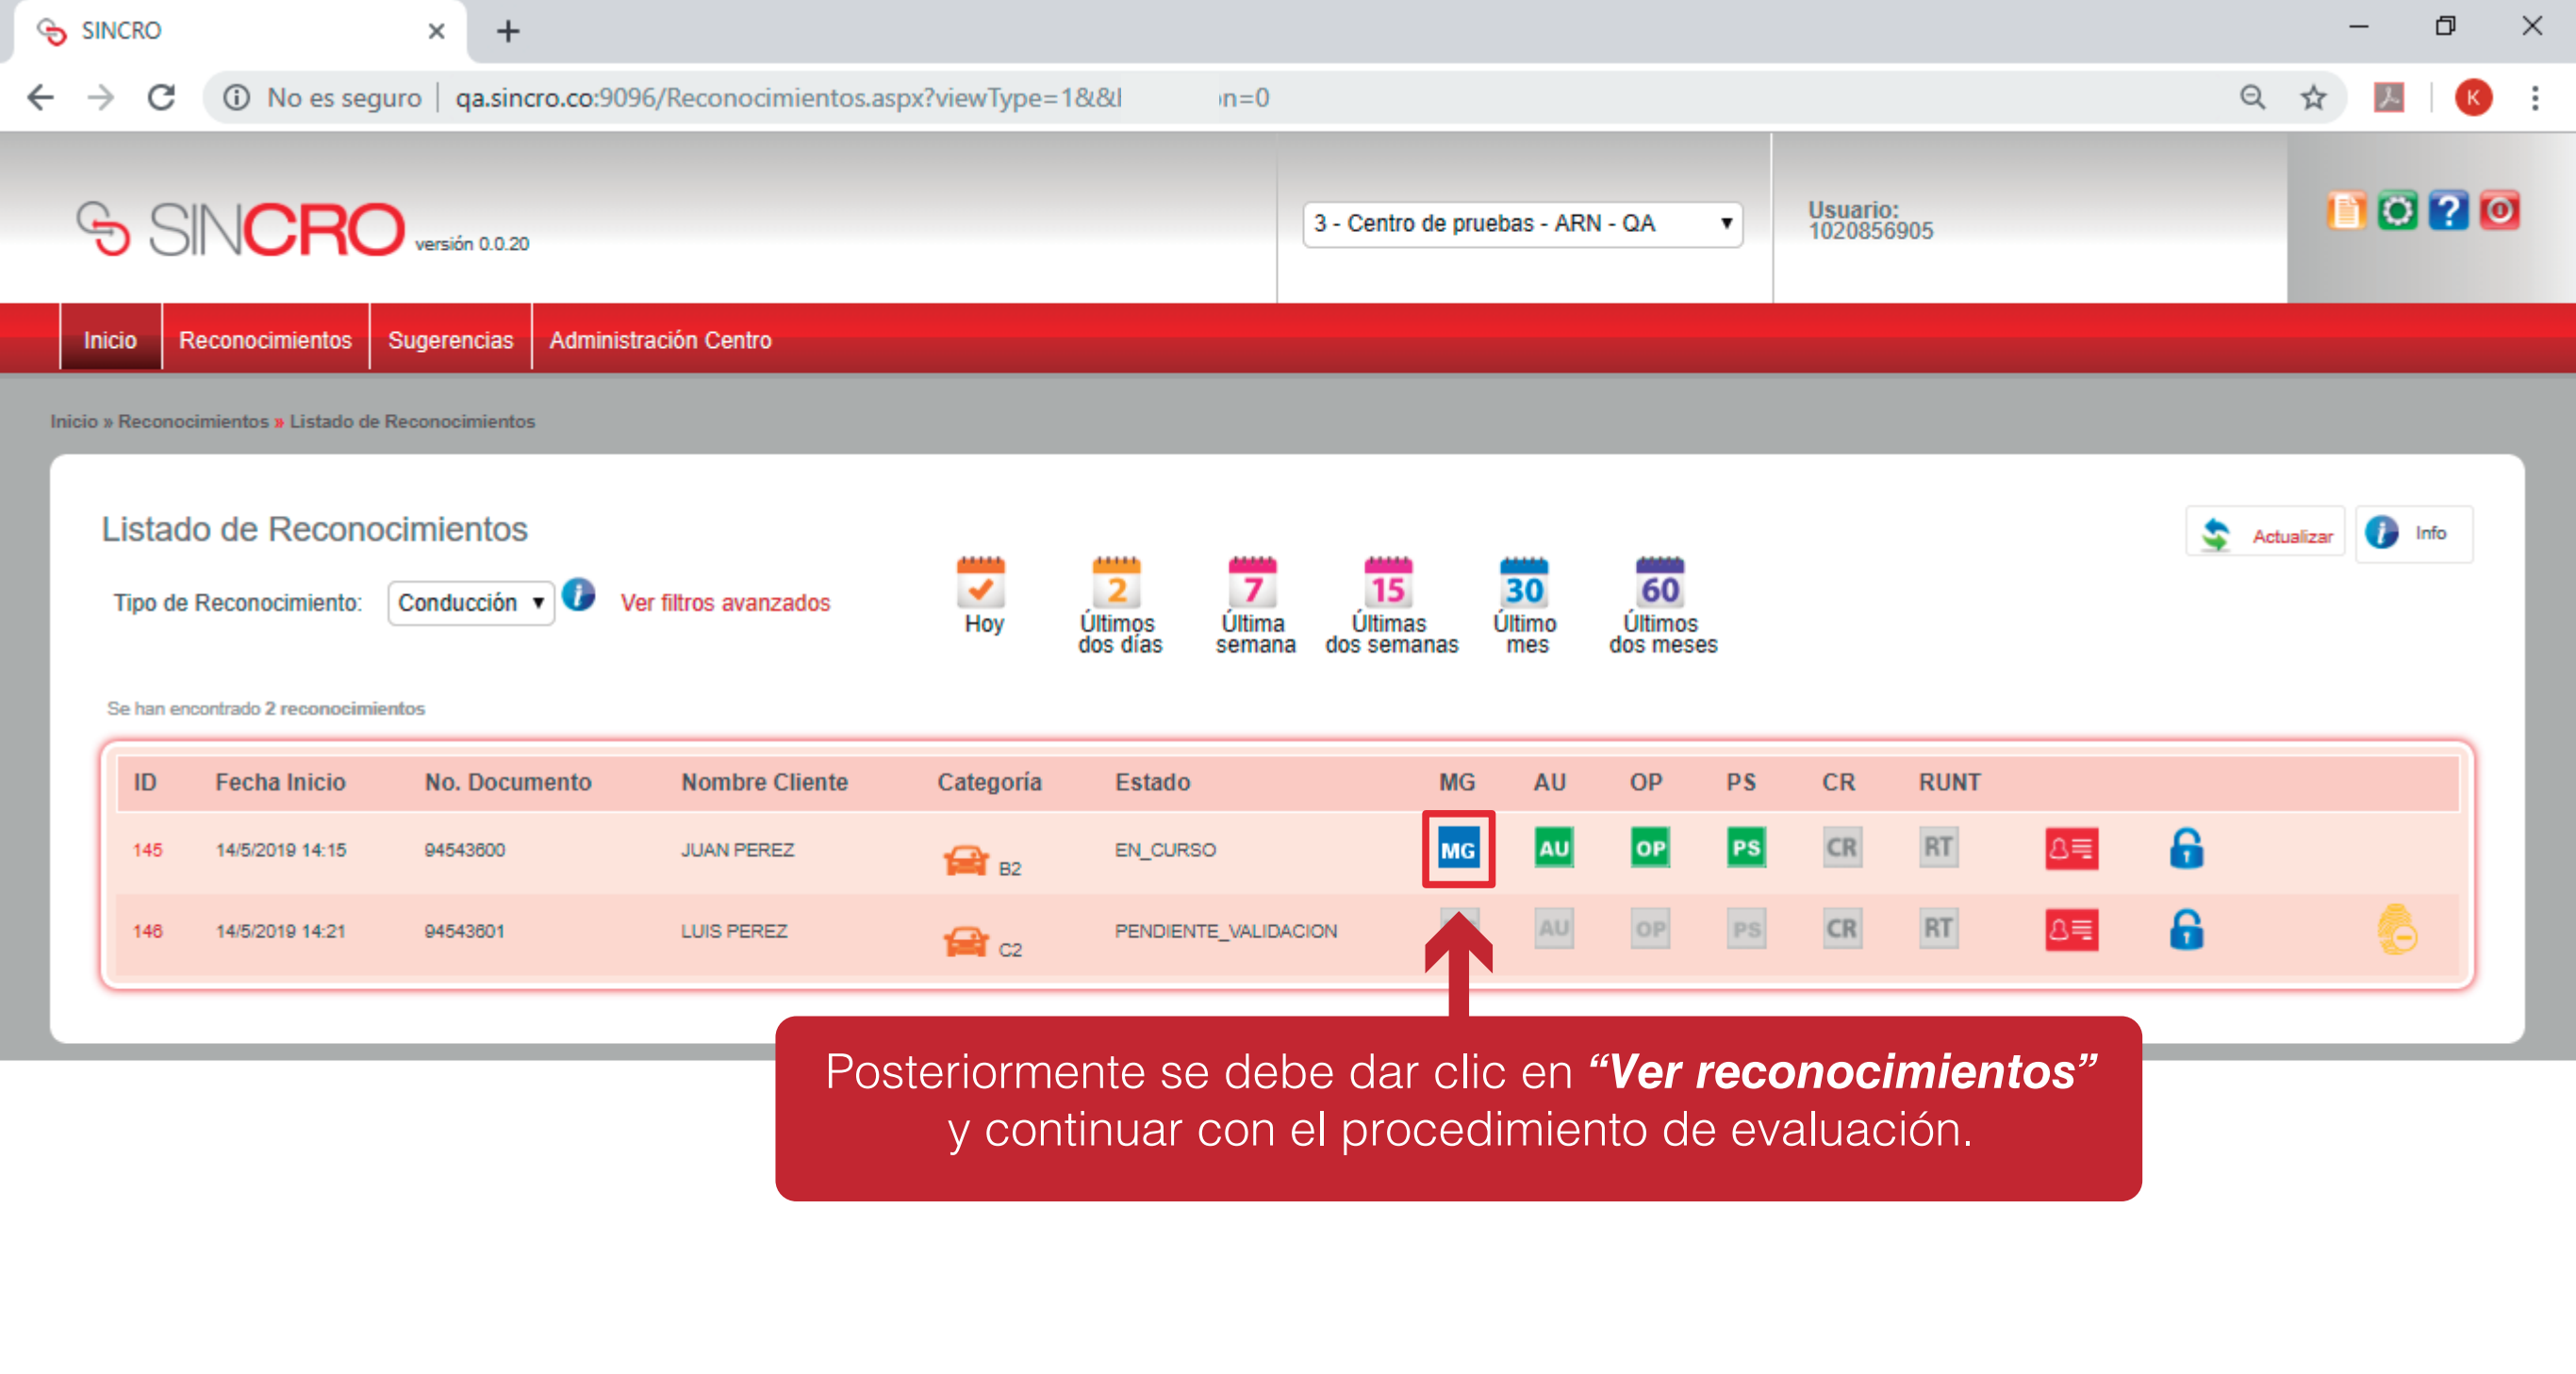 SINCRO
No es seguro | qa.sincro.co:9096/Reconocimientos.aspx?viewType=1&&I n=0
K
SINCRO versión 0.0.20
3 - Centro de pruebas - ARN - QA
Usuario:
1020856905
Inicio Reconocimientos Sugerencias Administración Centro
Inicio » Reconocimientos » Listado de Reconocimientos
Listado de Reconocimientos
Actualizar
Info
Tipo de Reconocimiento: Conducción Ver filtros avanzados
2 7 15 30 60
Hoy Últimos Última Últimas Último Últimos
dos días semana dos semanas mes dos meses
Se han encontrado 2 reconocimientos
ID Fecha Inicio No. Documento Nombre Cliente Categoría Estado MG AU OP PS CR RUNT
145 14/5/2019 14:15 94543600 JUAN PEREZ B2 EN_CURSO MG AU OP PS CR RT
146 14/5/2019 14:21 94543601 LUIS PEREZ C2 PENDIENTE_VALIDACION AU OP PS CR RT
Posteriormente se debe dar clic en “Ver reconocimientos”
y continuar con el procedimiento de evaluación.